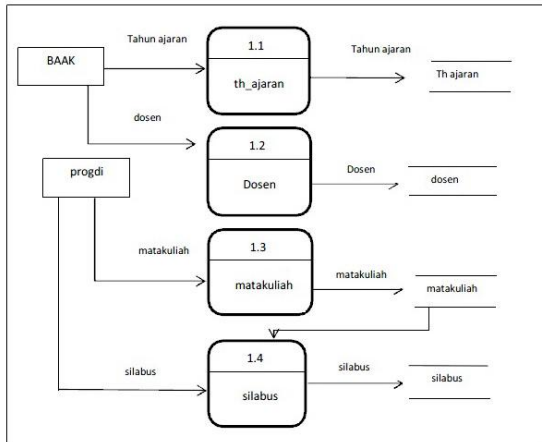 BAAK
Tahun ajaran
1.1
th_ajaran
Tahun ajaran
Th ajaran
dosen
1.2
Dosen
Dosen
dosen
progdi
matakuliah
1.3
matakuliah
matakuliah
matakuliah
silabus
1.4
silabus
silabus
silabus